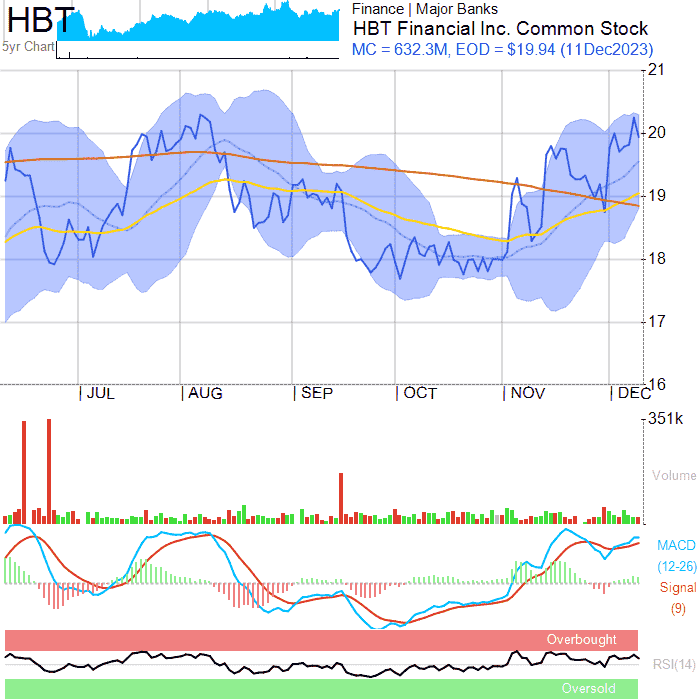 HBT
5yr Chart
Finance | Major Banks
HBT Financial Inc. Common Stock
MC = 632.3M, EOD = $19.94 (11Dec2023)
21
20
19
18
17
16
| JUL | AUG | SEP | OCT | NOV | DEC
351k
Volume
MACD
(12-26)
Signal
(9)
Overbought
RSI(14)
Oversold